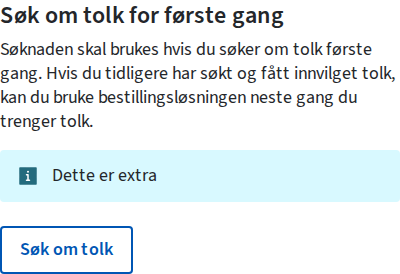 Søk om tolk for første gang
Søknaden skal brukes hvis du søker om tolk første
gang. Hvis du tidligere har søkt og fått innvilget tolk,
kan du bruke bestillingsløsningen neste gang du
trenger tolk.
Dette er extra
Søk om tolk